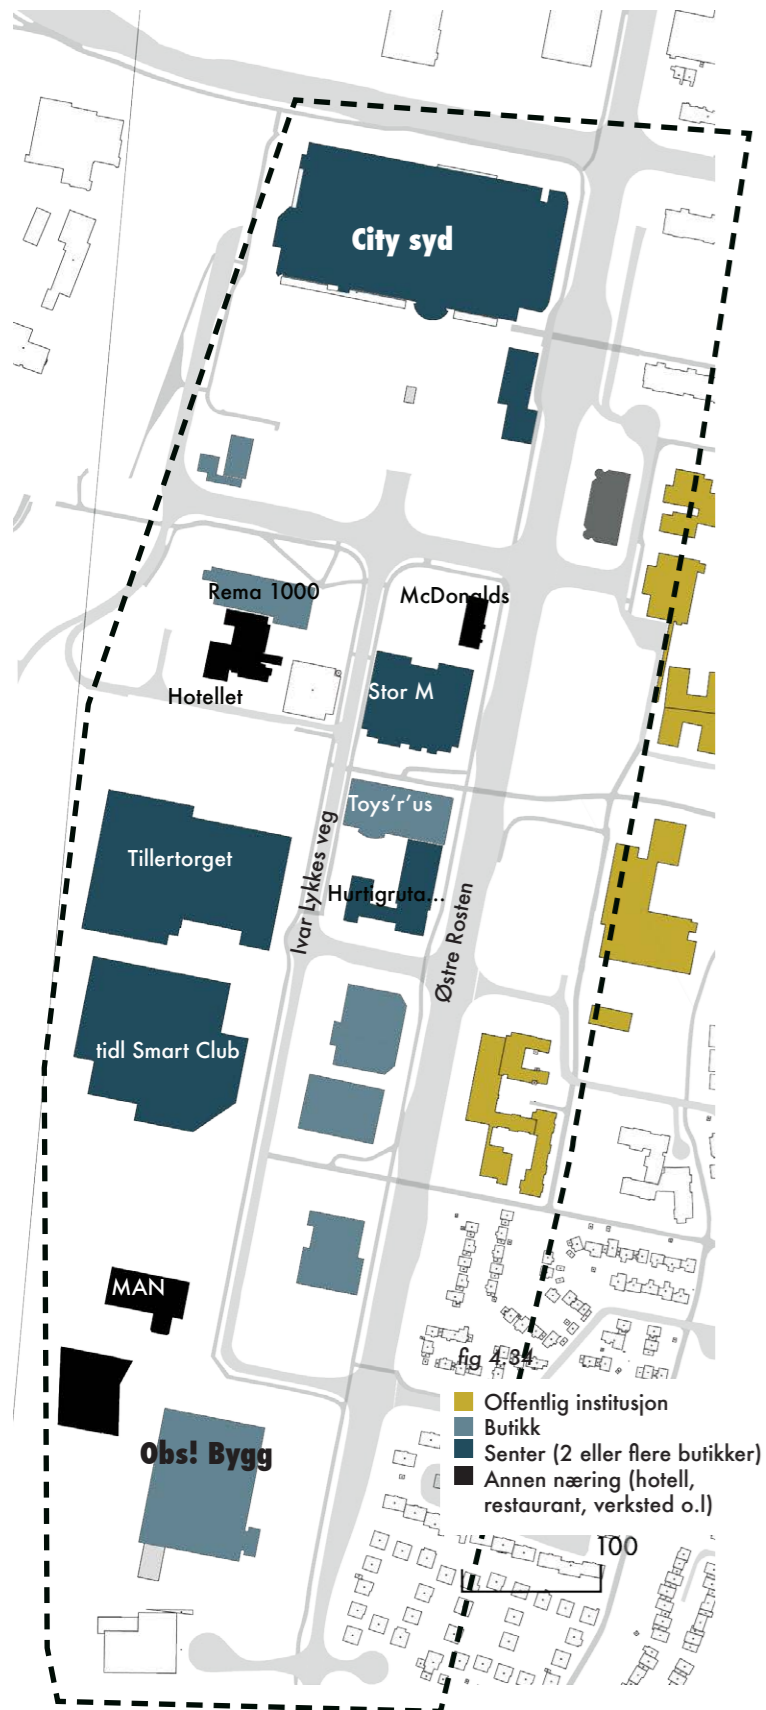 City syd
Rema 1000
McDonalds
Hotellet
Stor M
Toys’r’us
Tillertorget
Ivar Lykkes veg
Hurtigruta...
Østre Rosten
tidl Smart Club
MAN
fig 4.34
Offentlig institusjon
Butikk
Senter (2 eller flere butikker)
Annen næring (hotell,
restaurant, verksted o.l)
Obs! Bygg
100